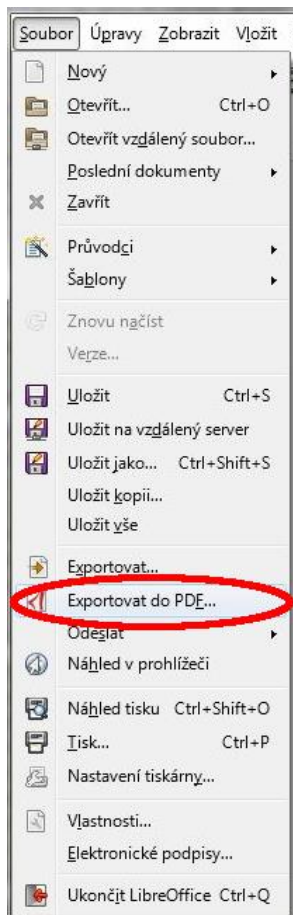 Soubor Úpravy Zobrazit Vložit
Nový
Otevřít... Ctrl+O
Otevřít vzdálený soubor...
Poslední dokumenty
Zavřít
Průvodci
Šablony
Znovu načíst
Verze...
Uložit Ctrl+S
Uložit na vzdálený server
Uložit jako... Ctrl+Shift+S
Uložit kopii...
Uložit vše
Exportovat...
Exportovat do PDF...
Odeslat
Náhled v prohlížeči
Náhled tisku Ctrl+Shift+O
Tisk... Ctrl+P
Nastavení tiskárny...
Vlastnosti...
Elektronické podpisy...
Ukončit LibreOffice Ctrl+Q